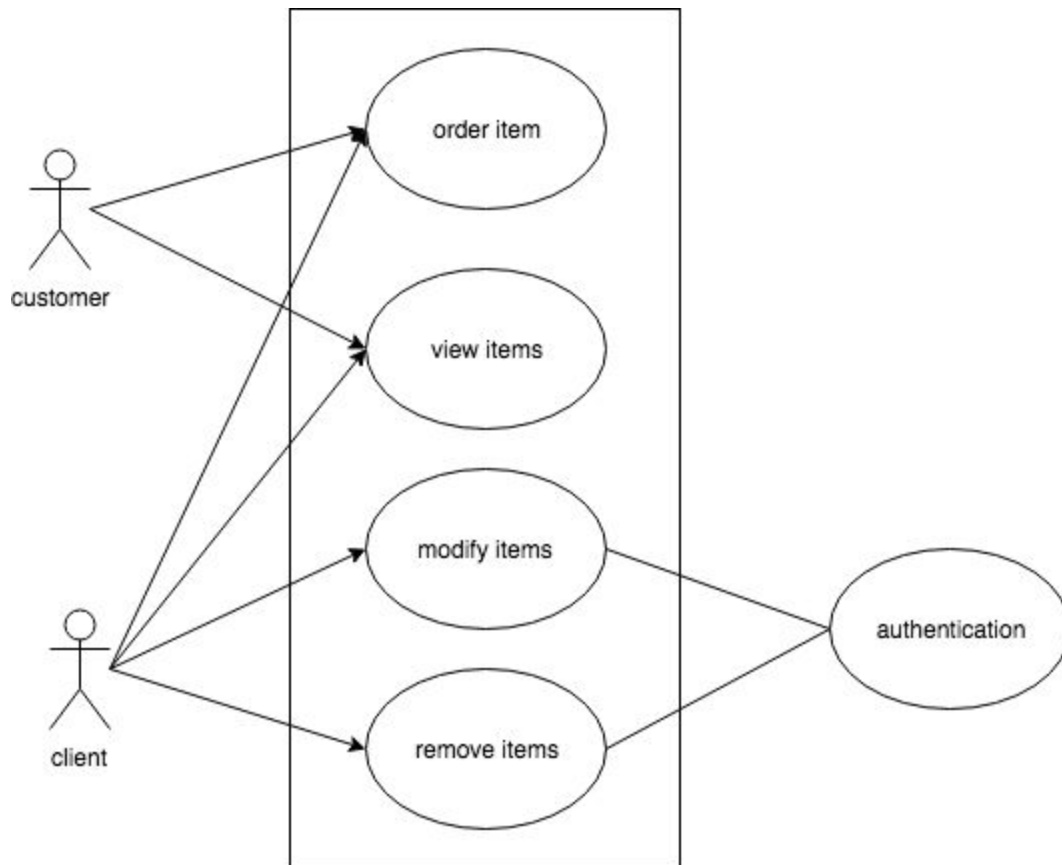 order item
customer
view items
modify items
authentication
client
remove items